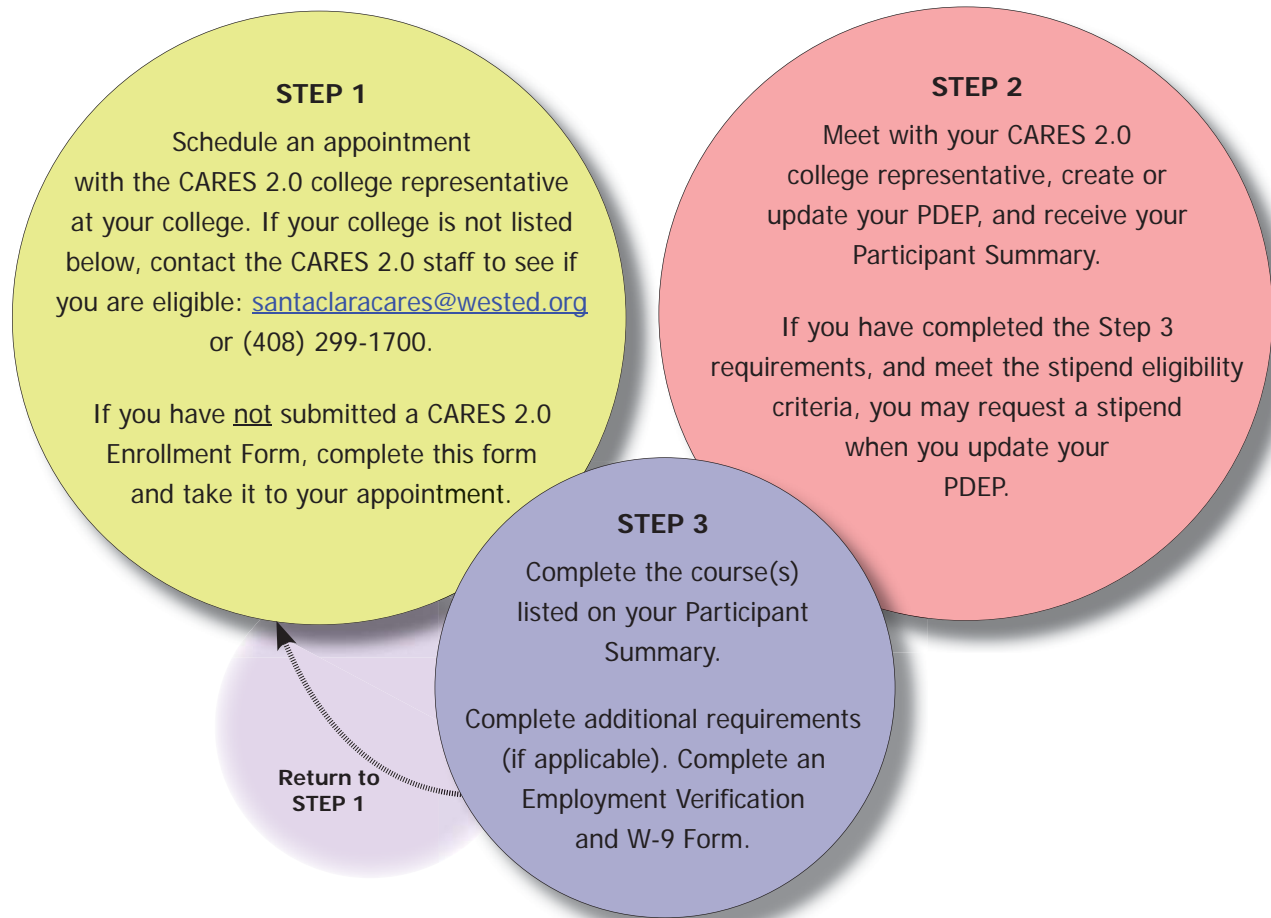 STEP 1
Schedule an appointment
with the CARES 2.0 college representative
at your college. If your college is not listed
below, contact the CARES 2.0 staff to see if
you are eligible: santaclaracares@wested.org
or (408) 299-1700.
If you have not submitted a CARES 2.0
Enrollment Form, complete this form
and take it to your appointment.
STEP 2
Meet with your CARES 2.0
college representative, create or
update your PDEP, and receive your
Participant Summary.
If you have completed the Step 3
requirements, and meet the stipend eligibility
criteria, you may request a stipend
when you update your
PDEP.
STEP 3
Complete the course(s)
listed on your Participant
Summary.
Complete additional requirements
(if applicable). Complete an
Employment Verification
and W-9 Form.
Return to
STEP 1